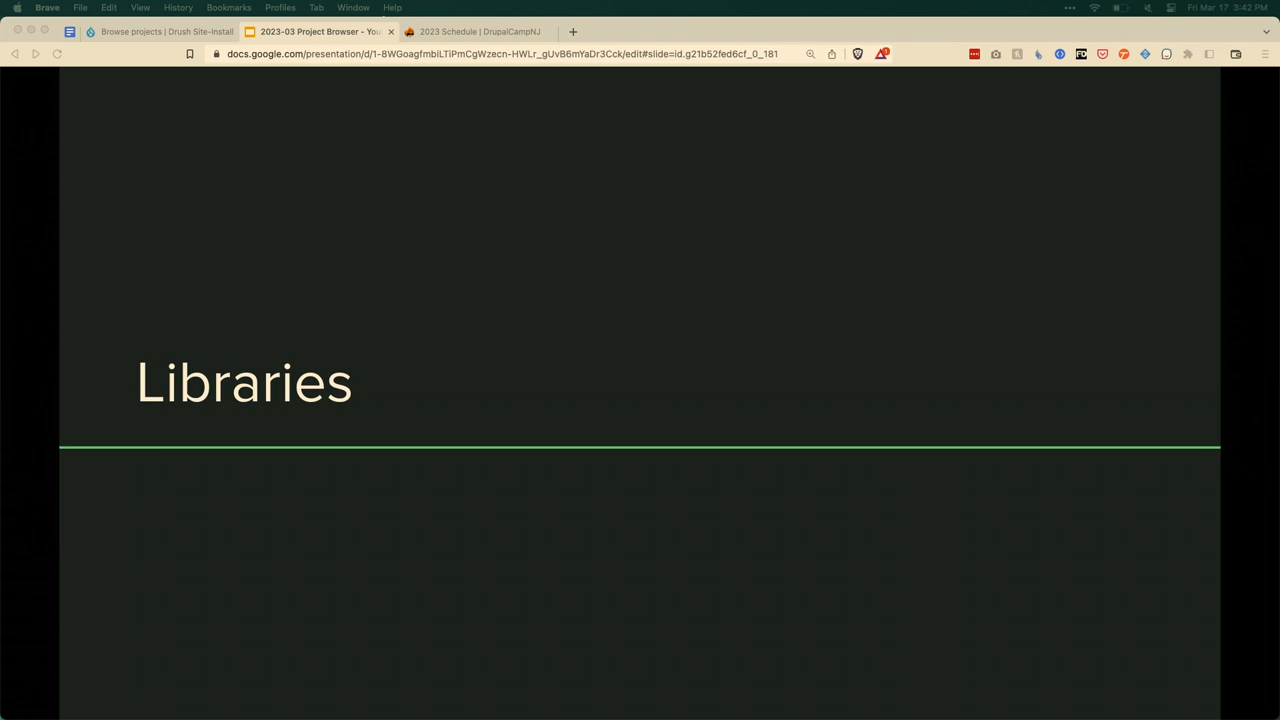 Brave File Edit View History Bookmarks Profiles Tab Window Help Fri Mar 17 3:42 PM
Browse projects | Drush Site-Install 2023-03 Project Browser - You 2023 Schedule | DrupalCampNJ
docs.google.com/presentation/d/1-8WGoagfmbiLTiPmCgWzecn-HWLr_gUvB6mYaDr3Cck/edit#slide=id.g21b52fed6cf_0_181
1
FD
Libraries